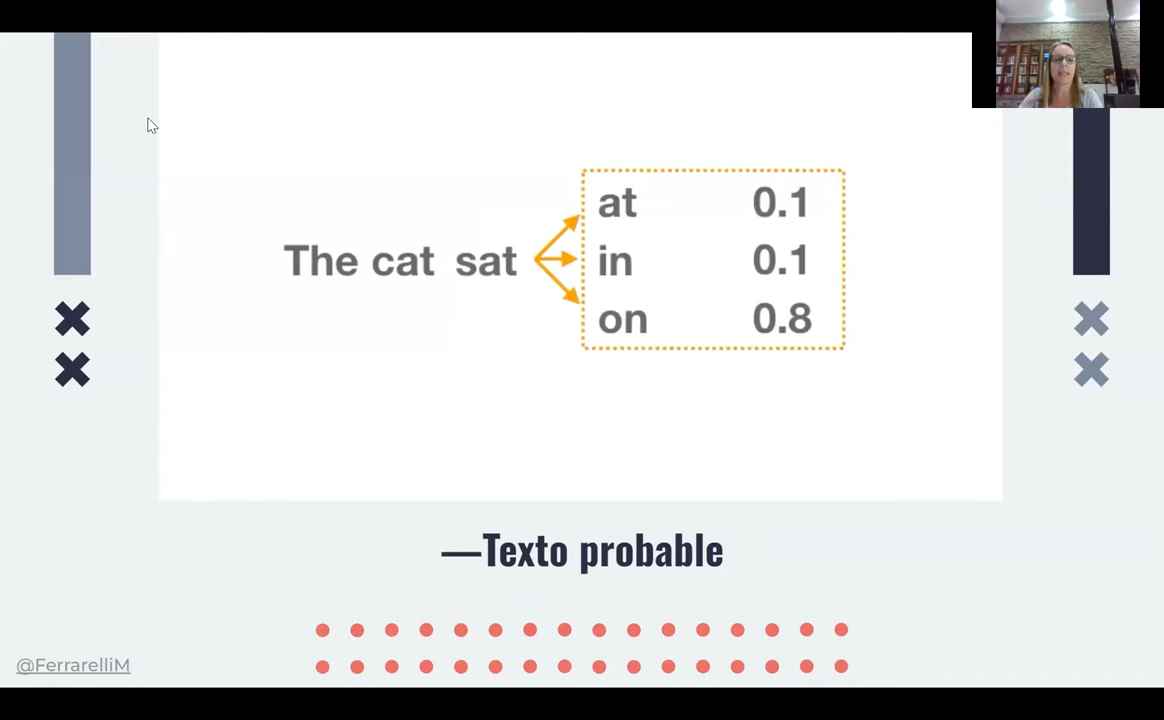 at 0.1
The cat sat in 0.1
on 0.8
—Texto probable
@FerrarelliM